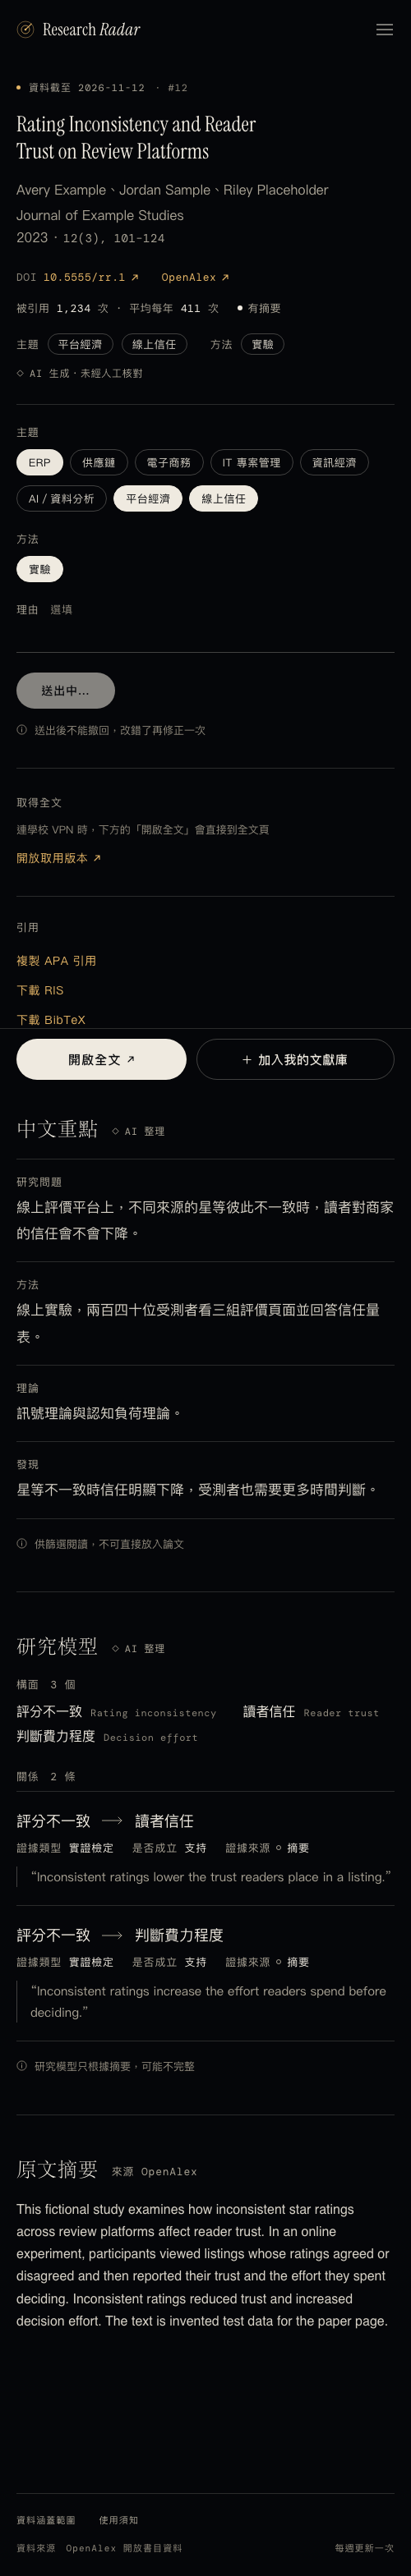 Research Radar
資料截至 2026-11-12 · #12
Rating Inconsistency and Reader
Trust on Review Platforms
Avery Example、Jordan Sample、Riley Placeholder
Journal of Example Studies
2023 · 12(3), 101–124
DOI 10.5555/rr.1 ↗ OpenAlex ↗
被引用 1,234 次 · 平均每年 411 次 有摘要
主題 平台經濟 線上信任 方法 實驗
◇ AI 生成・未經人工核對
主題
ERP 供應鏈 電子商務 IT 專案管理 資訊經濟
AI / 資料分析 平台經濟 線上信任
方法
實驗
理由 選填
送出中…
ⓘ 送出後不能撤回，改錯了再修正一次
取得全文
連學校 VPN 時，下方的「開啟全文」會直接到全文頁
開放取用版本 ↗
引用
複製 APA 引用
下載 RIS
下載 BibTeX
開啟全文 ↗ ＋ 加入我的文獻庫
中文重點 ◇ AI 整理
研究問題
線上評價平台上，不同來源的星等彼此不一致時，讀者對商家
的信任會不會下降。
方法
線上實驗，兩百四十位受測者看三組評價頁面並回答信任量
表。
理論
訊號理論與認知負荷理論。
發現
星等不一致時信任明顯下降，受測者也需要更多時間判斷。
ⓘ 供篩選閱讀，不可直接放入論文
研究模型 ◇ AI 整理
構面 3 個
評分不一致 Rating inconsistency 讀者信任 Reader trust
判斷費力程度 Decision effort
關係 2 條
評分不一致 → 讀者信任
證據類型 實證檢定 是否成立 支持 證據來源 ○ 摘要
“Inconsistent ratings lower the trust readers place in a listing.”
評分不一致 → 判斷費力程度
證據類型 實證檢定 是否成立 支持 證據來源 ○ 摘要
“Inconsistent ratings increase the effort readers spend before
deciding.”
ⓘ 研究模型只根據摘要，可能不完整
原文摘要 來源 OpenAlex
This fictional study examines how inconsistent star ratings
across review platforms affect reader trust. In an online
experiment, participants viewed listings whose ratings agreed or
disagreed and then reported their trust and the effort they spent
deciding. Inconsistent ratings reduced trust and increased
decision effort. The text is invented test data for the paper page.
資料涵蓋範圍 使用須知
資料來源 OpenAlex 開放書目資料 每週更新一次